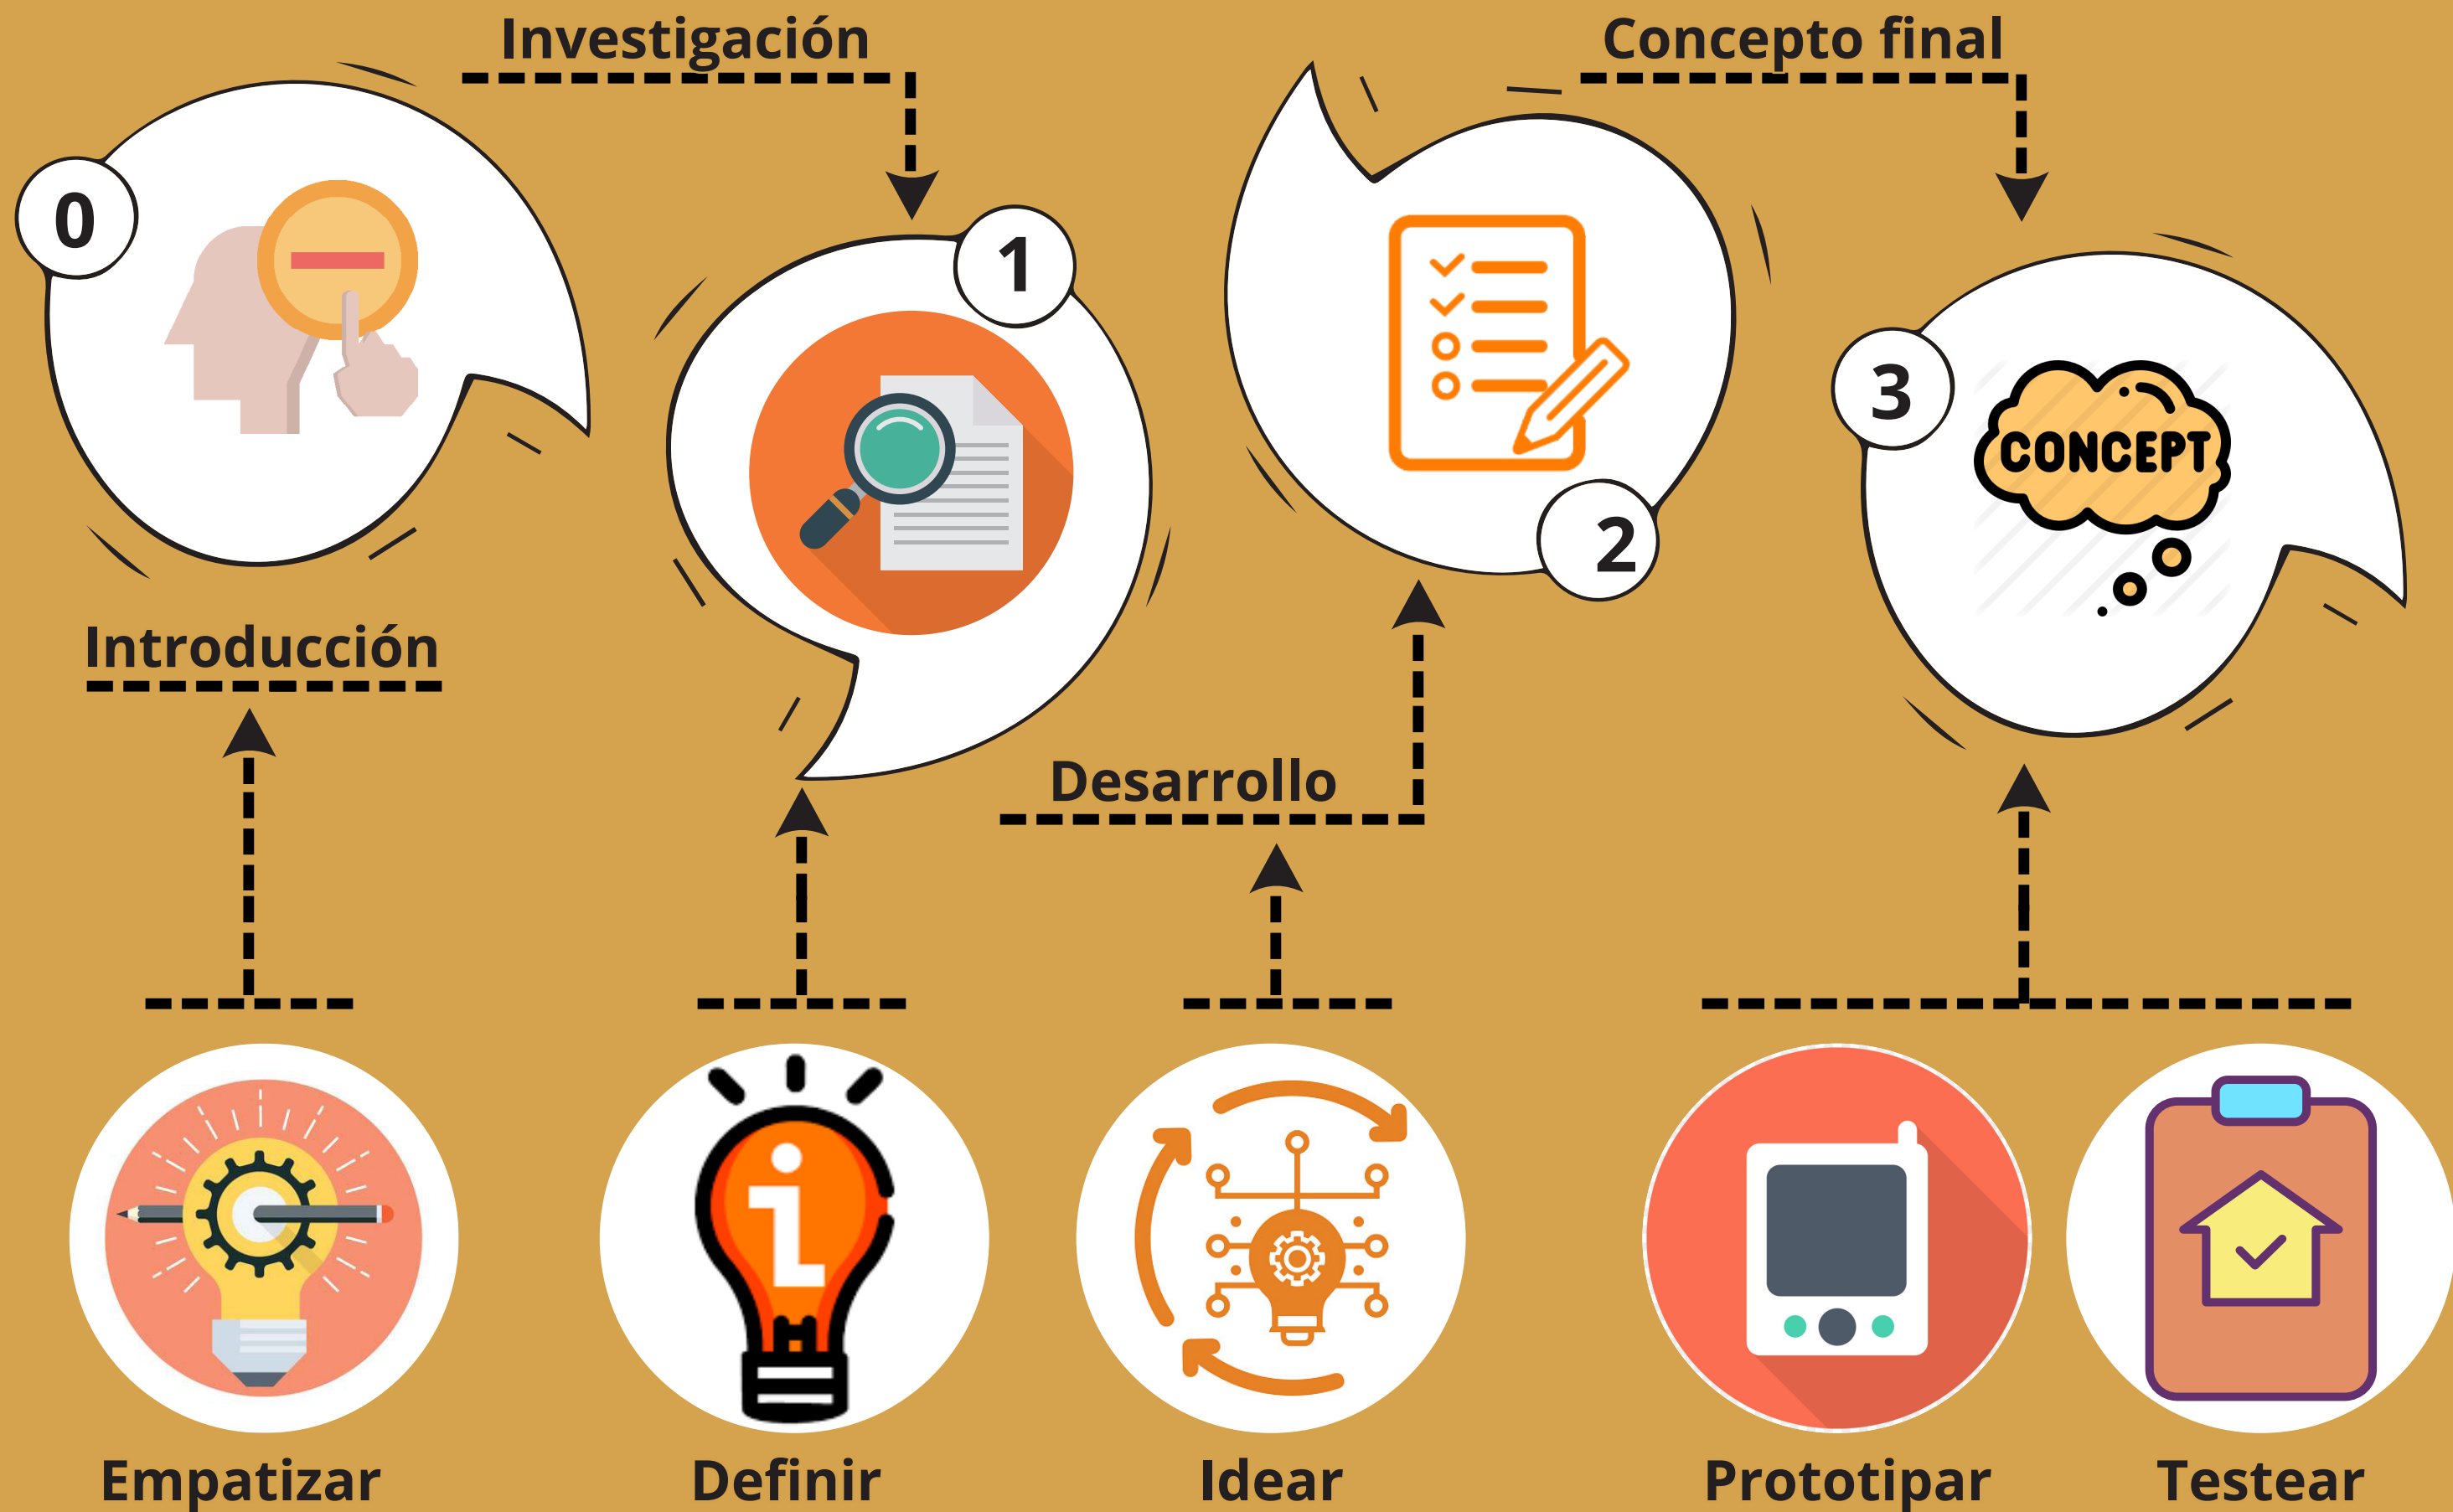 Investigación
Concepto final
0
1
2
3
CONCEPT
Introducción
Desarrollo
Empatizar
Definir
Idear
Prototipar
Testear